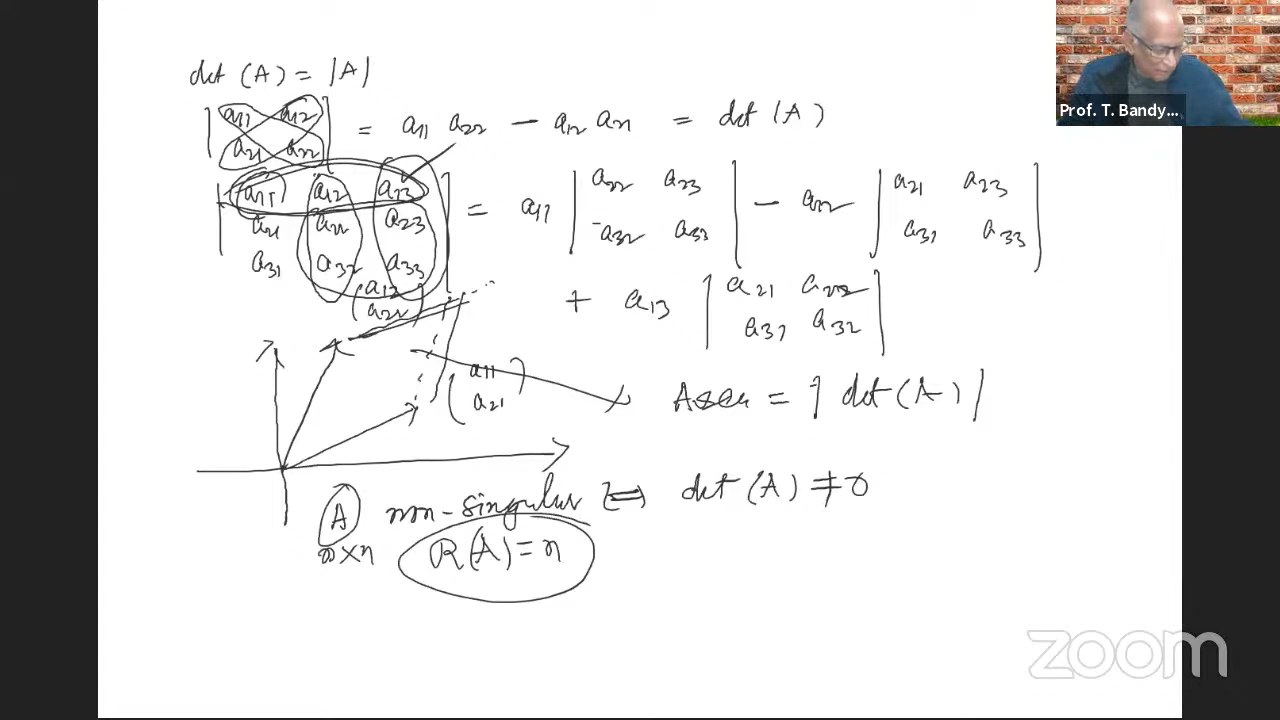 det (A) = |A|
| a11 a12 |
| a21 a22 | = a11 a22 - a12 a21 = det (A)
| a11 a12 a13 |
| a21 a22 a23 | = a11 | a22 a23 | - a12 | a21 a23 |
| a31 a32 a33 | | a32 a33 | | a31 a33 |
+ a13 | a21 a22 |
| a31 a32 |
( a12 )
( a22 )
( a11 )
( a21 )
Area = | det (A) |
A non-singular ⟺ det (A) ≠ 0
n×n R(A) = n
Prof. T. Bandy...
zoom